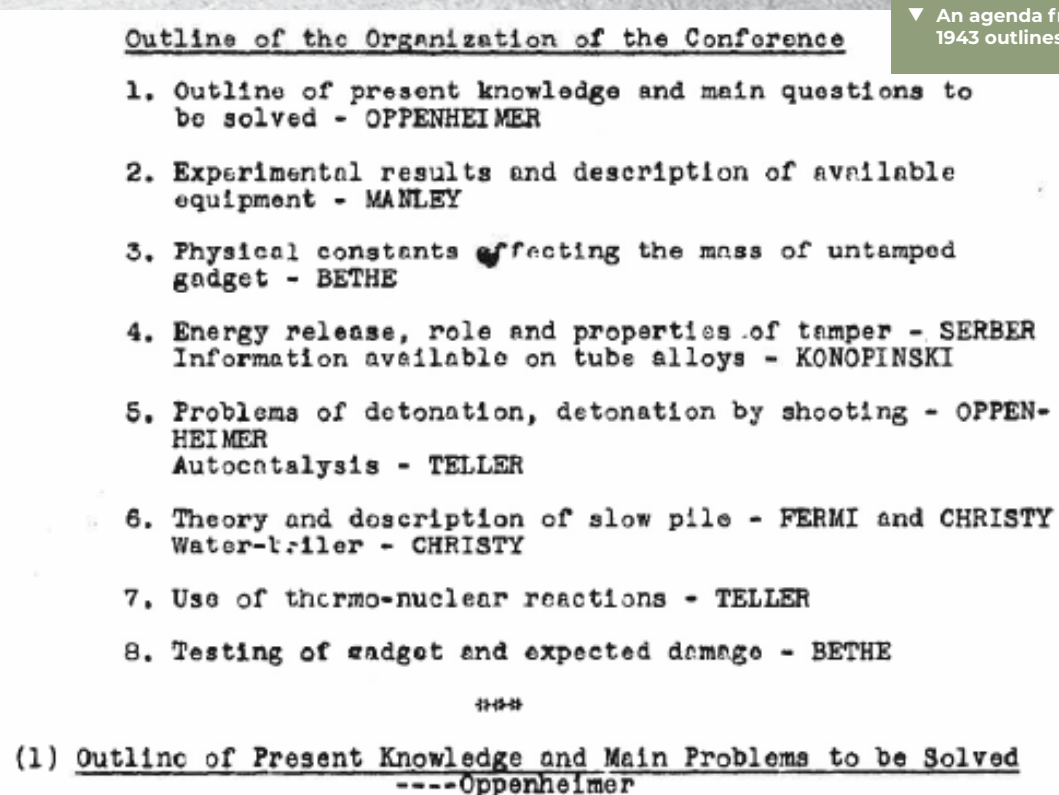 ▼ An agenda f
1943 outlines
Outline of the Organization of the Conference
1. Outline of present knowledge and main questions to
be solved - OPPENHEIMER
2. Experimental results and description of available
equipment - MANLEY
3. Physical constants affecting the mass of untamped
gadget - BETHE
4. Energy release, role and properties of tamper - SERBER
Information available on tube alloys - KONOPINSKI
5. Problems of detonation, detonation by shooting - OPPEN-
HEIMER
Autocatalysis - TELLER
6. Theory and description of slow pile - FERMI and CHRISTY
Water-boiler - CHRISTY
7. Use of thermo-nuclear reactions - TELLER
8. Testing of gadget and expected damage - BETHE
###
(1) Outline of Present Knowledge and Main Problems to be Solved
----Oppenheimer